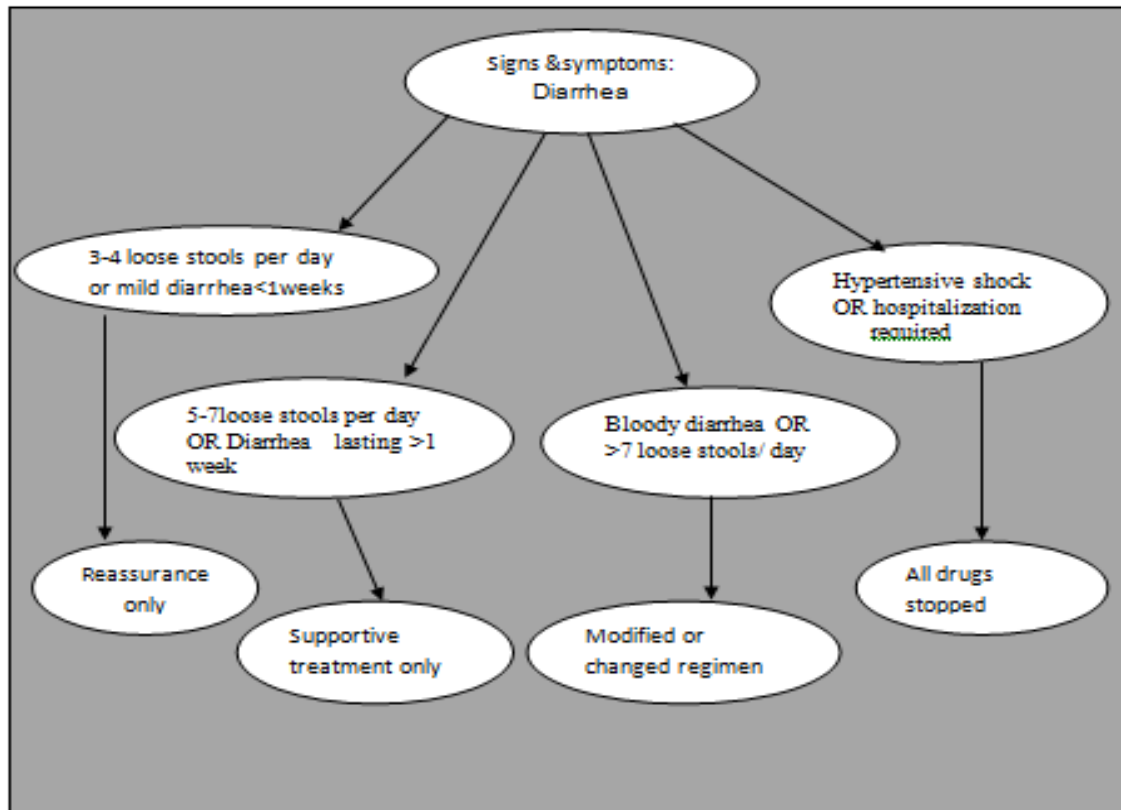 Signs &symptoms:
Diarrhea
3-4 loose stools per day
or mild diarrhea<1weeks
Hypertensive shock
OR hospitalization
required
5-7loose stools per day
OR Diarrhea lasting >1
week
Bloody diarrhea OR
>7 loose stools/ day
Reassurance
only
Supportive
treatment only
Modified or
changed regimen
All drugs
stopped